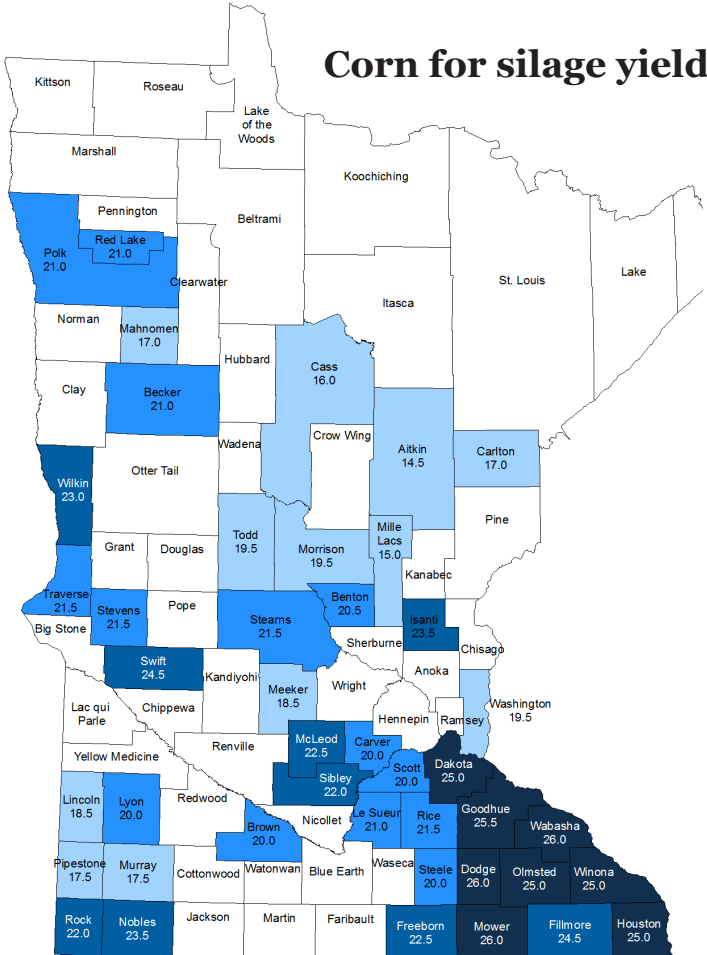 Corn for silage yield
Kittson
Roseau
Lake
of the
Woods
Marshall
Koochiching
Pennington
Beltrami
Red Lake
21.0
Polk
21.0
Clearwater
St. Louis
Lake
Itasca
Norman
Mahnomen
17.0
Hubbard
Cass
16.0
Clay
Becker
21.0
Wadena
Crow Wing
Aitkin
14.5
Carlton
17.0
Otter Tail
Wilkin
23.0
Pine
Mille
Lacs
15.0
Todd
19.5
Morrison
19.5
Grant
Douglas
Kanabec
Traverse
21.5
Stevens
21.5
Pope
Benton
20.5
Stearns
21.5
Isanti
23.5
Big Stone
Sherburne
Chisago
Swift
24.5
Kandiyohi
Anoka
Meeker
18.5
Wright
Washington
19.5
Lac qui
Parle
Chippewa
Hennepin
Ramsey
McLeod
22.5
Carver
20.0
Renville
Yellow Medicine
Scott
20.0
Dakota
25.0
Sibley
22.0
Lincoln
18.5
Lyon
20.0
Redwood
Brown
20.0
Nicollet
Le Sueur
21.0
Rice
21.5
Goodhue
25.5
Wabasha
26.0
Pipestone
17.5
Murray
17.5
Cottonwood
Watonwan
Blue Earth
Waseca
Steele
20.0
Dodge
26.0
Olmsted
25.0
Winona
25.0
Rock
22.0
Nobles
23.5
Jackson
Martin
Faribault
Freeborn
22.5
Mower
26.0
Fillmore
24.5
Houston
25.0